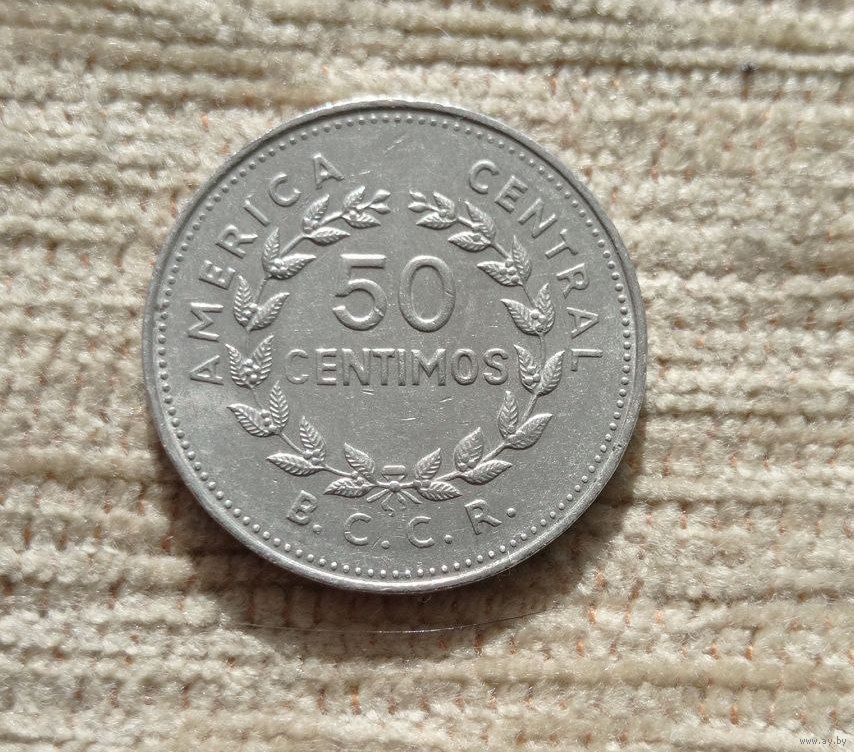 AMERICA CENTRAL
50
CENTIMOS
B. C. C. R.
www.ay.by